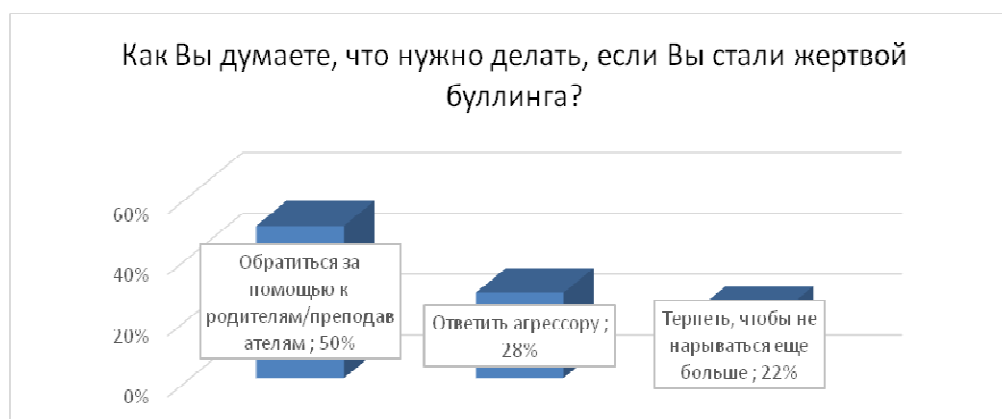 Как Вы думаете, что нужно делать, если Вы стали жертвой
буллинга?
60%
40%
20%
0%
Обратиться за
помощью к
родителям/преподав
ателям ; 50%
Ответить агрессору ;
28%
Терпеть, чтобы не
нарываться еще
больше ; 22%